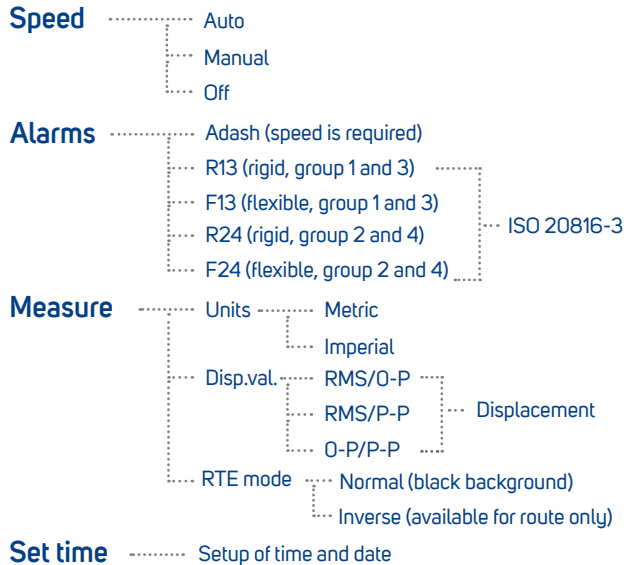 Speed Auto
Manual
Off
Alarms Adash (speed is required)
R13 (rigid, group 1 and 3)
F13 (flexible, group 1 and 3)
ISO 20816-3
R24 (rigid, group 2 and 4)
F24 (flexible, group 2 and 4)
Measure Units Metric
Imperial
Disp.val. RMS/0-P
RMS/P-P Displacement
0-P/P-P
RTE mode Normal (black background)
Inverse (available for route only)
Set time Setup of time and date